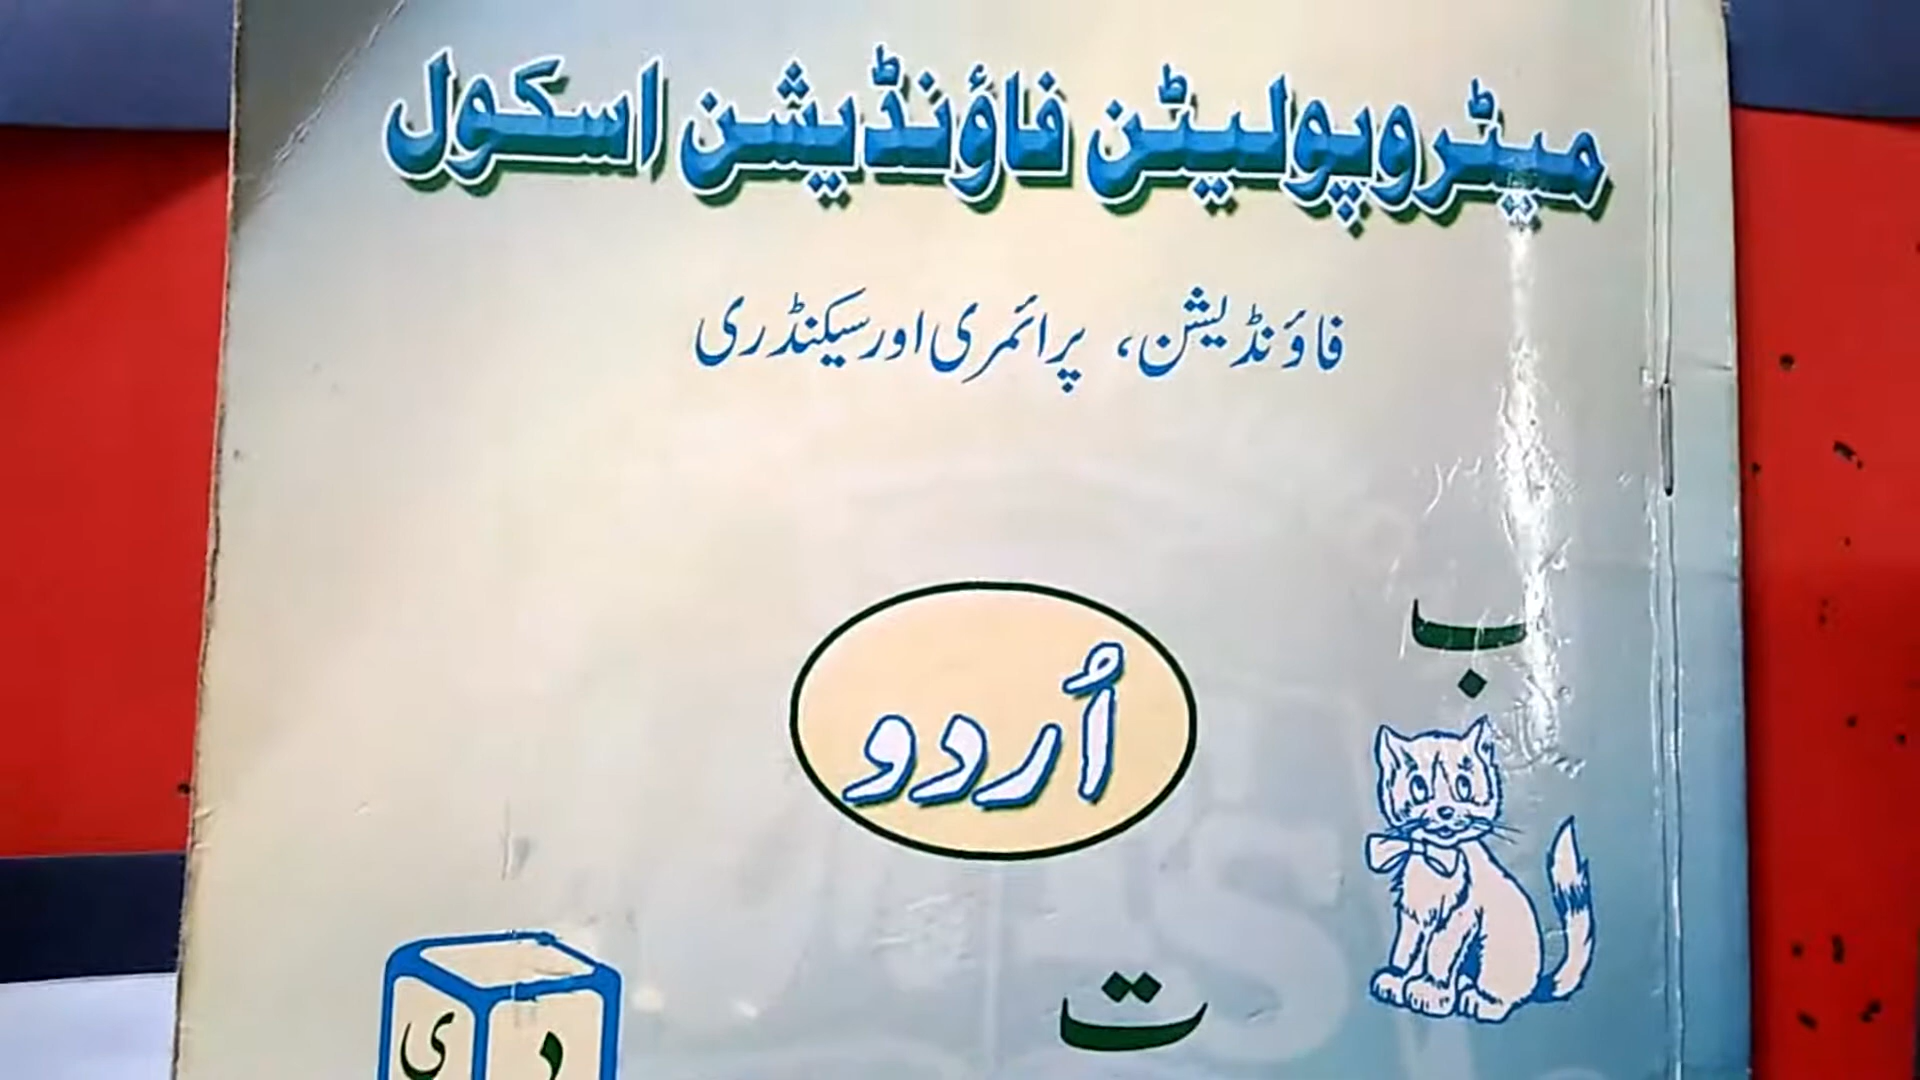 میٹروپولیٹن فاؤنڈیشن اسکول
فاؤنڈیشن، پرائمری اور سیکنڈری
ب
اُردو
ت
د
ی